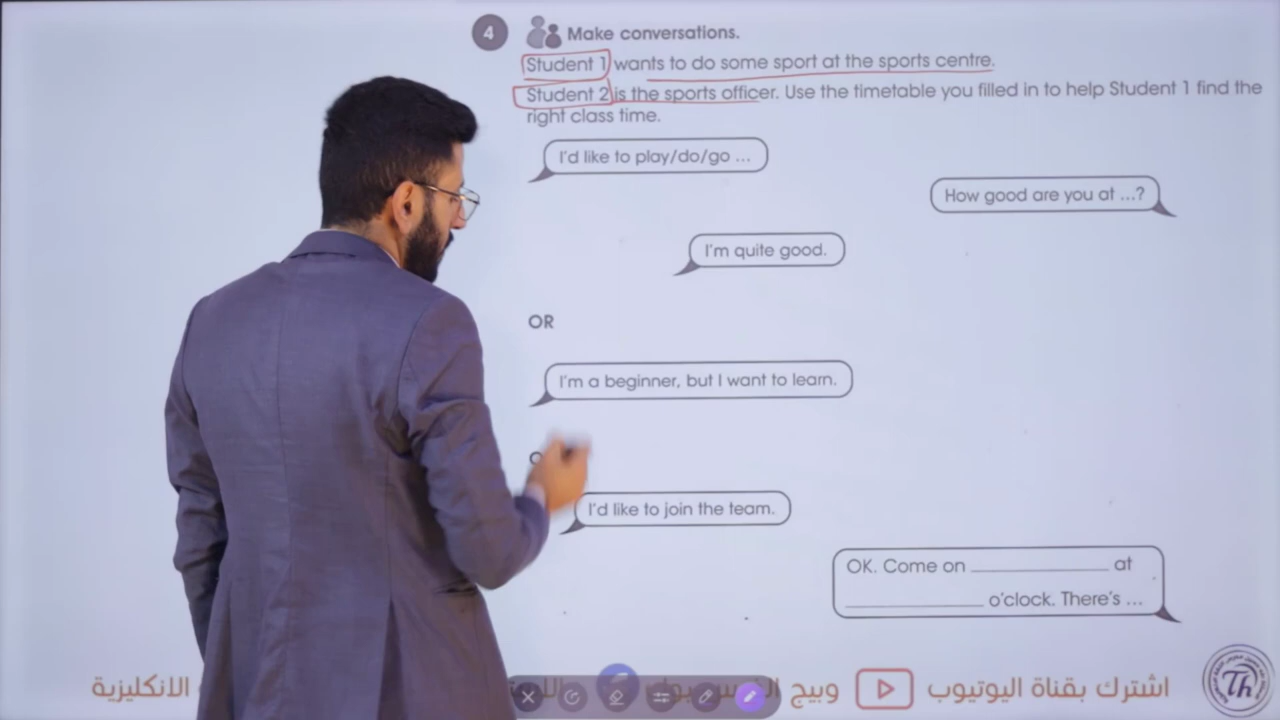 4 Make conversations.
Student 1 wants to do some sport at the sports centre.
Student 2 is the sports officer. Use the timetable you filled in to help Student 1 find the
right class time.
I'd like to play/do/go ...
How good are you at ...?
I'm quite good.
OR
I'm a beginner, but I want to learn.
I'd like to join the team.
OK. Come on ____________ at
____________ o'clock. There's ...
اشترك بقناة اليوتيوب وبيج
الانكليزية
Th